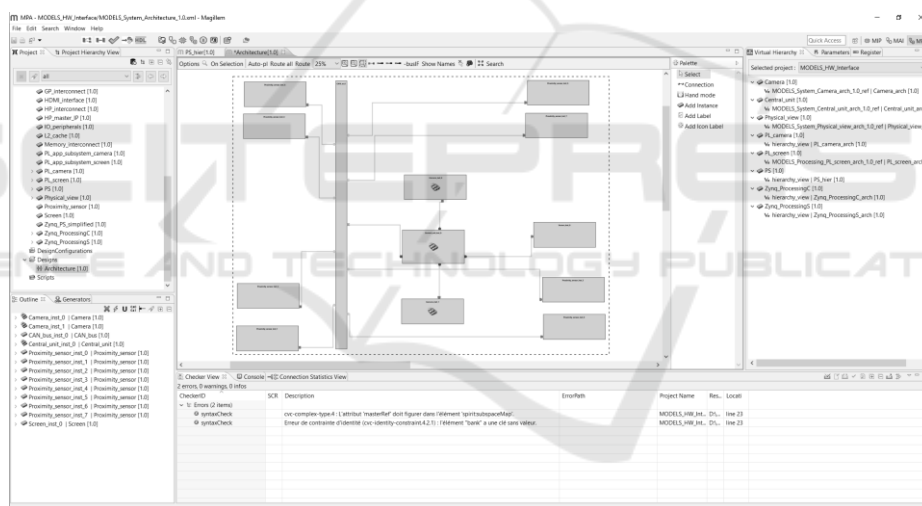 MPA - MODELS_HW_Interface/MODELS_System_Architecture_1.0.xml - Magillem
File Edit Search Window Help
Quick Access
MIP
MAI
Project
Project Hierarchy View
all
GP_interconnect [1.0]
HDMI_interface [1.0]
HP_interconnect [1.0]
HP_master_IP [1.0]
IO_peripherals [1.0]
L2_cache [1.0]
Memory_interconnect [1.0]
PL_app_subsystem_camera [1.0]
PL_app_subsystem_screen [1.0]
PL_camera [1.0]
PL_screen [1.0]
PS [1.0]
Physical_view [1.0]
Proximity_sensor [1.0]
Screen [1.0]
Zynq_PS_simplified [1.0]
Zynq_ProcessingC [1.0]
Zynq_ProcessingS [1.0]
DesignConfigurations
Designs
Architecture [1.0]
Scripts
Outline
Generators
Camera_inst_0 | Camera [1.0]
Camera_inst_1 | Camera [1.0]
CAN_bus_inst_0 | CAN_bus [1.0]
Central_unit_inst_0 | Central_unit [1.0]
Proximity_sensor_inst_0 | Proximity_sensor [1.0]
Proximity_sensor_inst_1 | Proximity_sensor [1.0]
Proximity_sensor_inst_2 | Proximity_sensor [1.0]
Proximity_sensor_inst_3 | Proximity_sensor [1.0]
Proximity_sensor_inst_4 | Proximity_sensor [1.0]
Proximity_sensor_inst_5 | Proximity_sensor [1.0]
Proximity_sensor_inst_6 | Proximity_sensor [1.0]
Proximity_sensor_inst_7 | Proximity_sensor [1.0]
Screen_inst_0 | Screen [1.0]
PS_hier[1.0]
*Architecture[1.0]
Options
On Selection
Auto-pl Route all Route 25%
-busIF Show Names
Search
Palette
Select
Connection
Hand mode
Add Instance
Add Label
Add Icon Label
Virtual Hierarchy
Parameters
Register
Selected project : MODELS_HW_Interface
Camera [1.0]
MODELS_System_Camera_arch_1.0_ref | Camera_arch [1.0]
Central_unit [1.0]
MODELS_System_Central_unit_arch_1.0_ref | Central_unit_ar
Physical_view [1.0]
MODELS_System_Physical_view_arch_1.0_ref | Physical_view
PL_camera [1.0]
hierarchy_view | PL_camera_arch [1.0]
PL_screen [1.0]
MODELS_Processing_PL_screen_arch_1.0_ref | PL_screen_arc
PS [1.0]
hierarchy_view | PS_hier [1.0]
Zynq_ProcessingC [1.0]
hierarchy_view | Zynq_ProcessingC_arch [1.0]
Zynq_ProcessingS [1.0]
hierarchy_view | Zynq_ProcessingS_arch [1.0]
Checker View
Console
Connection Statistics View
2 errors, 0 warnings, 0 infos
CheckerID SCR Description ErrorPath Project Name Res... Locati
Errors (2 items)
syntaxCheck cvc-complex-type.4 : L'attribut 'masterRef' doit figurer dans l'élément 'spirit:subspaceMap'. MODELS_HW_Int... D:\... line 23
syntaxCheck Erreur de contrainte d'identité (cvc-identity-constraint.4.2.1) : l'élément "bank" a une clé sans valeur. MODELS_HW_Int... D:\... line 23